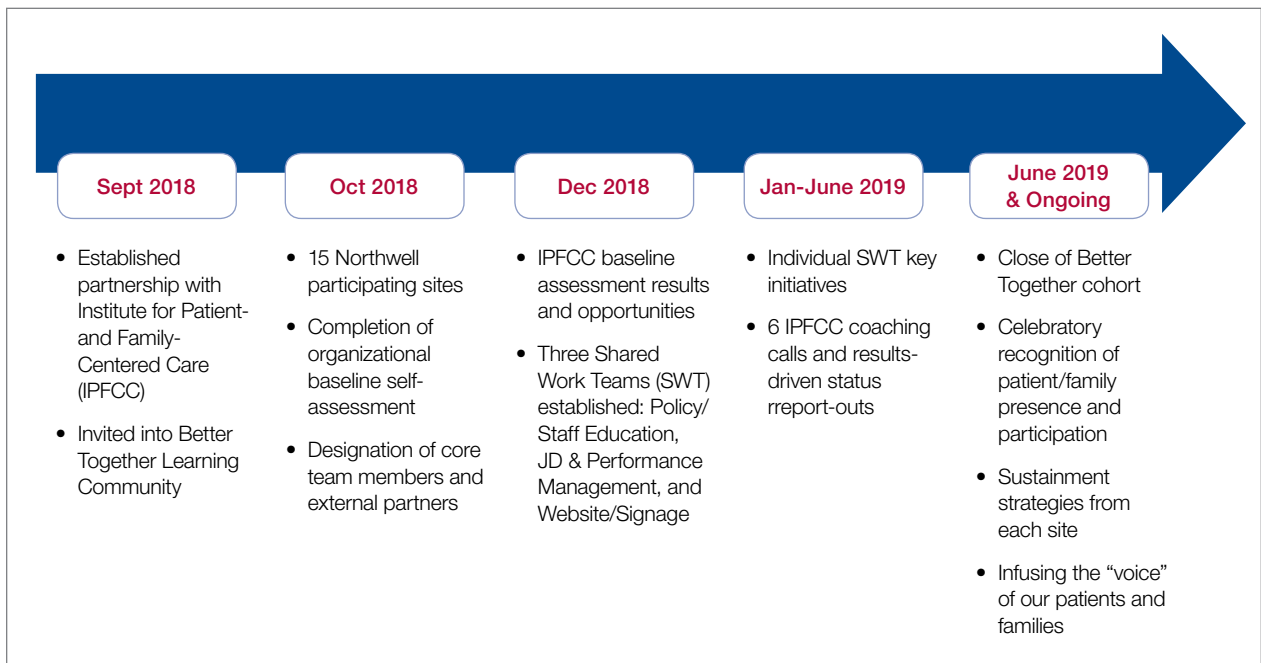 Sept 2018
• Established
partnership with
Institute for Patient-
and Family-
Centered Care
(IPFCC)
• Invited into Better
Together Learning
Community
Oct 2018
• 15 Northwell
participating sites
• Completion of
organizational
baseline self-
assessment
• Designation of core
team members and
external partners
Dec 2018
• IPFCC baseline
assessment results
and opportunities
• Three Shared
Work Teams (SWT)
established: Policy/
Staff Education,
JD & Performance
Management, and
Website/Signage
Jan-June 2019
• Individual SWT key
initiatives
• 6 IPFCC coaching
calls and results-
driven status
rreport-outs
June 2019
& Ongoing
• Close of Better
Together cohort
• Celebratory
recognition of
patient/family
presence and
participation
• Sustainment
strategies from
each site
• Infusing the “voice”
of our patients and
families